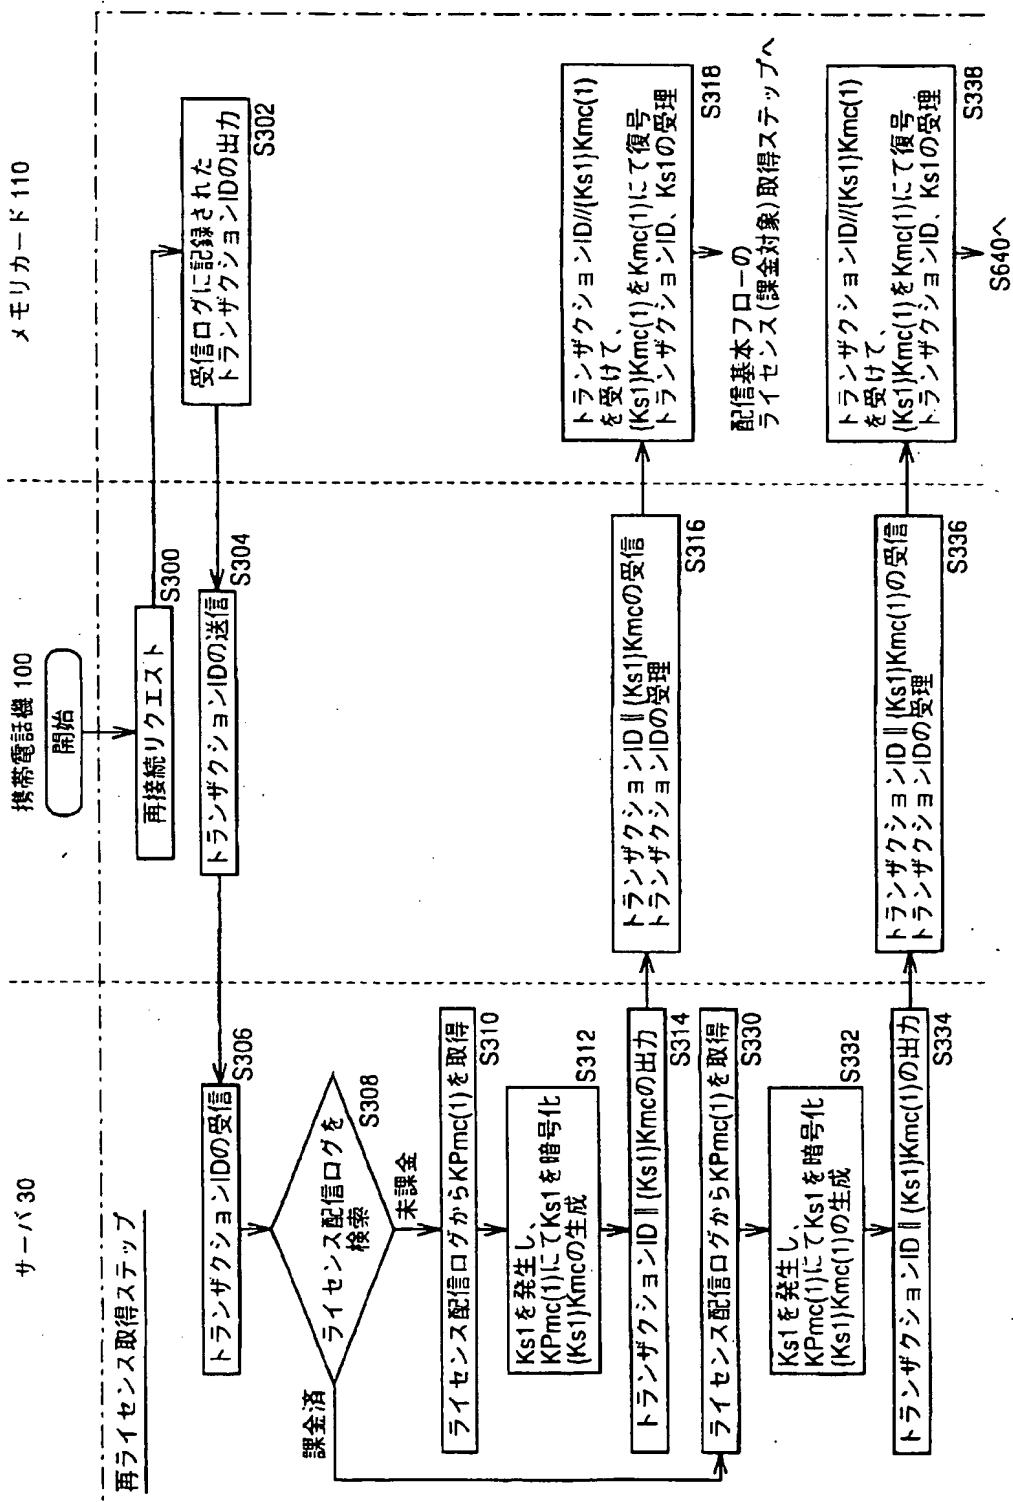 サーバ30
携帯電話機 100
メモリカード 110
再ライセンス取得ステップ
開始
再接続リクエスト
S300
受信ログに記録された
トランザクションIDの出力
S302
トランザクションIDの送信
S304
トランザクションIDの受信
S306
ライセンス配信ログを
検索
S308
課金済
未課金
ライセンス配信ログからKPmc(1)を取得
S310
Ks1を発生し、
KPmc(1)にてKs1を暗号化
{Ks1}Kmcの生成
S312
トランザクションID‖{Ks1}Kmcの出力
S314
トランザクションID‖{Ks1}Kmcの受信
トランザクションIDの受理
S316
トランザクションID//{Ks1}Kmc(1)
を受けて、
{Ks1}Kmc(1)をKmc(1)にて復号
トランザクションID、Ks1の受理
S318
配信基本フローの
ライセンス(課金対象)取得ステップへ
ライセンス配信ログからKPmc(1)を取得
S330
Ks1を発生し、
KPmc(1)にてKs1を暗号化
{Ks1}Kmc(1)の生成
S332
トランザクションID‖{Ks1}Kmc(1)の出力
S334
トランザクションID‖{Ks1}Kmc(1)の受信
トランザクションIDの受理
S336
トランザクションID//{Ks1}Kmc(1)
を受けて、
{Ks1}Kmc(1)をKmc(1)にて復号
トランザクションID、Ks1の受理
S338
S640へ